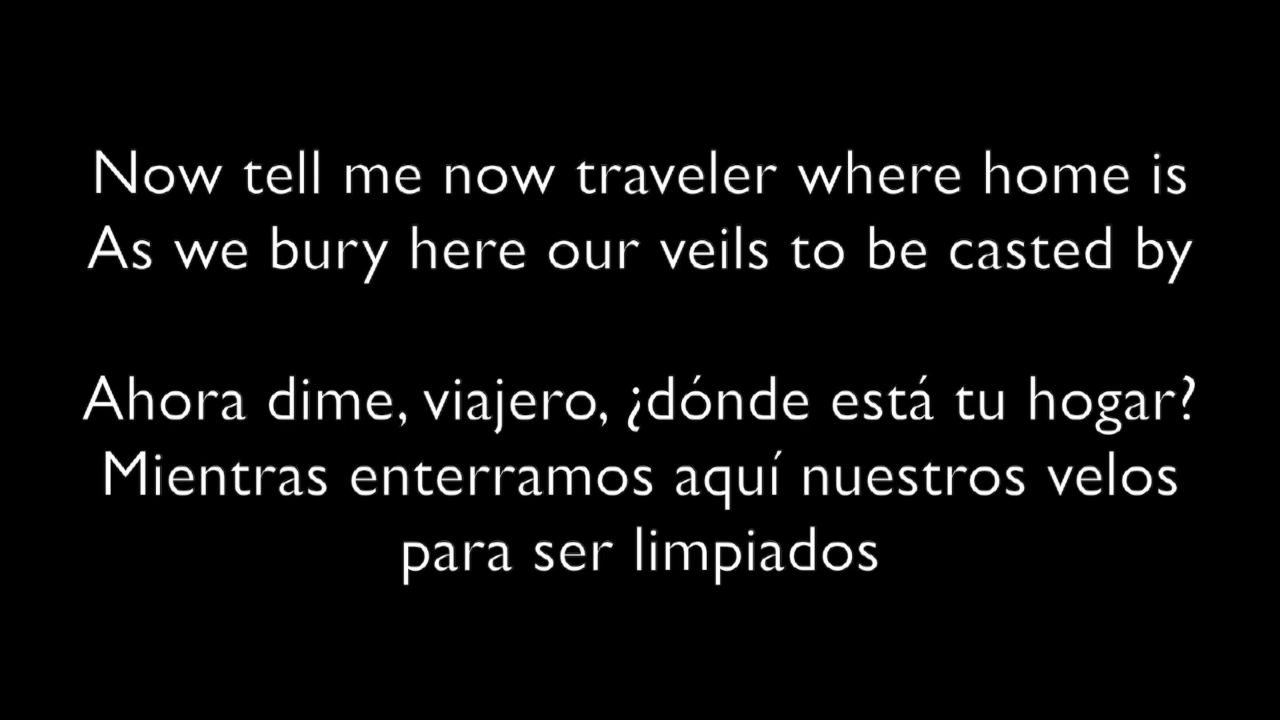 Now tell me now traveler where home is
As we bury here our veils to be casted by
Ahora dime, viajero, ¿dónde está tu hogar?
Mientras enterramos aquí nuestros velos
para ser limpiados